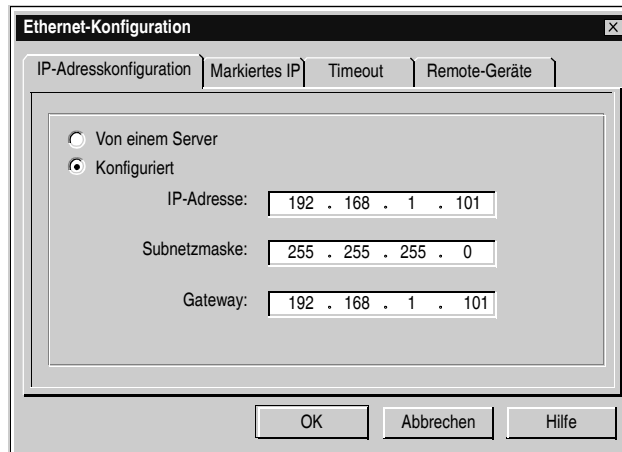 Ethernet-Konfiguration
IP-Adresskonfiguration Markiertes IP Timeout Remote-Geräte
Von einem Server
Konfiguriert
IP-Adresse: 192 . 168 . 1 . 101
Subnetzmaske: 255 . 255 . 255 . 0
Gateway: 192 . 168 . 1 . 101
OK Abbrechen Hilfe